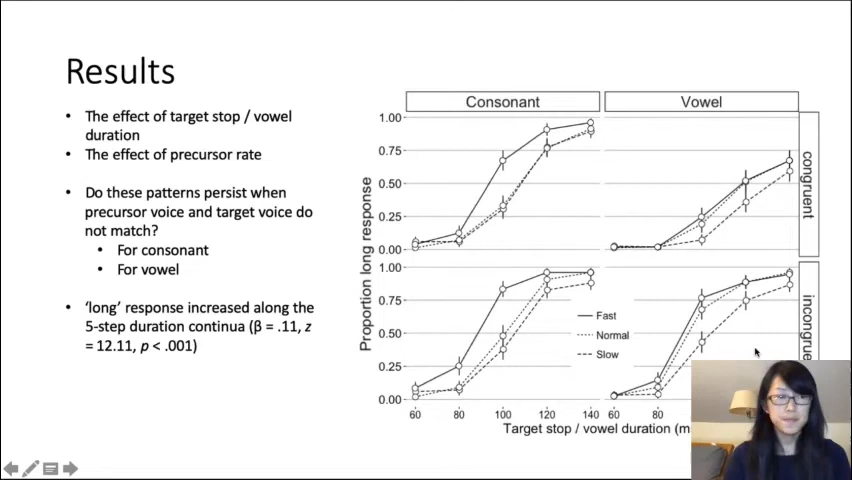 Results
• The effect of target stop / vowel
duration
• The effect of precursor rate
• Do these patterns persist when
precursor voice and target voice do
not match?
• For consonant
• For vowel
• ‘long’ response increased along the
5-step duration continua (β = .11, z
= 12.11, p < .001)
Consonant
Vowel
congruent
incongrue
Proportion long response
1.00
0.75
0.50
0.25
0.00
1.00
0.75
0.50
0.25
0.00
Fast
Normal
Slow
60 80 100 120 140 60 80
Target stop / vowel duration (m